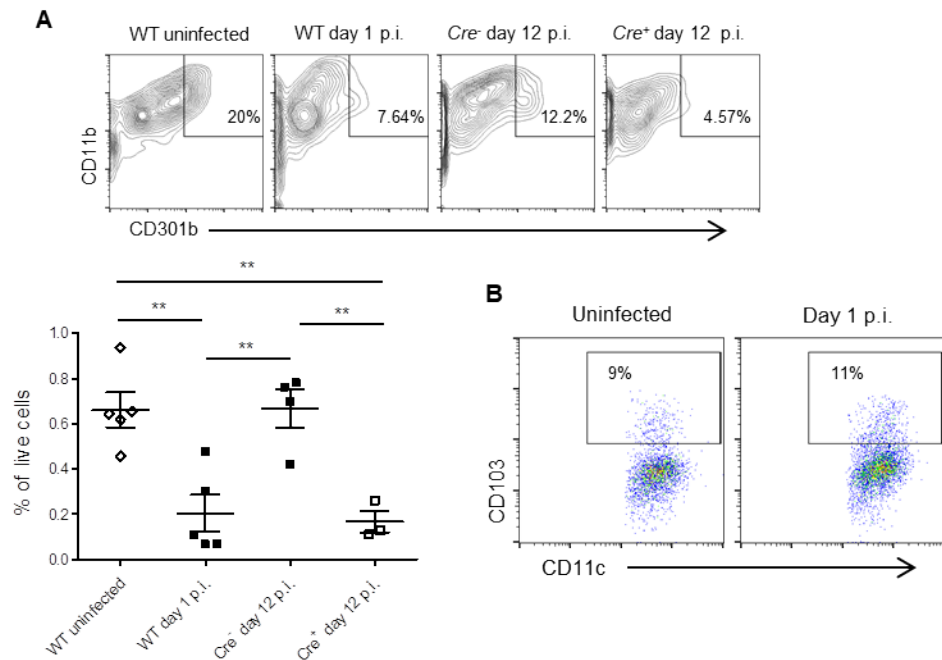 A
WT uninfected
WT day 1 p.i.
Cre- day 12 p.i.
Cre+ day 12 p.i.
20%
7.64%
12.2%
4.57%
CD11b
CD301b
**
**
**
**
1.0
0.8
0.6
0.4
0.2
0.0
% of live cells
WT uninfected
WT day 1 p.i.
Cre- day 12 p.i.
Cre+ day 12 p.i.
B
Uninfected
Day 1 p.i.
9%
11%
CD103
CD11c